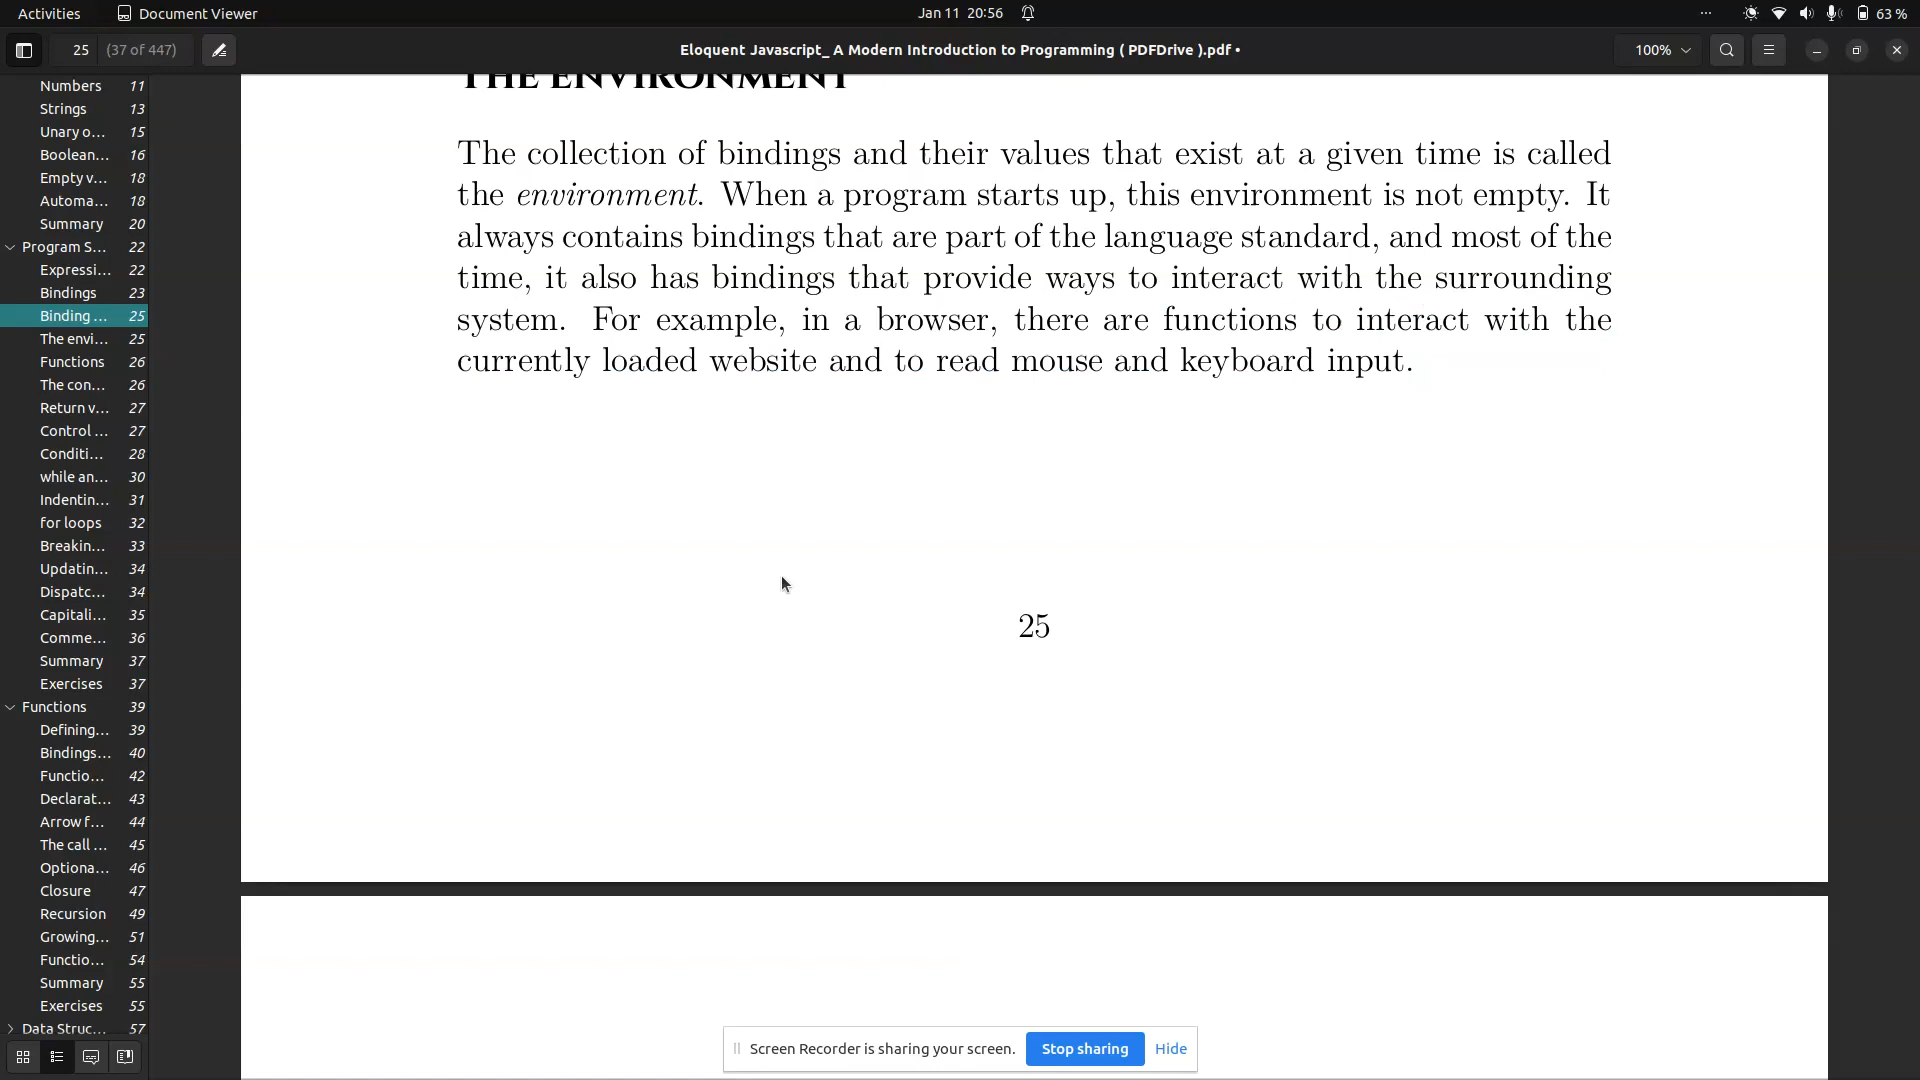 Activities
Document Viewer
Jan 11 20:56
63 %
25
(37 of 447)
Eloquent Javascript_ A Modern Introduction to Programming ( PDFDrive ).pdf •
100%
Numbers 11
Strings 13
Unary o... 15
Boolean... 16
Empty v... 18
Automa... 18
Summary 20
Program S... 22
Expressi... 22
Bindings 23
Binding ... 25
The envi... 25
Functions 26
The con... 26
Return v... 27
Control ... 27
Conditi... 28
while an... 30
Indentin... 31
for loops 32
Breakin... 33
Updatin... 34
Dispatc... 34
Capitali... 35
Comme... 36
Summary 37
Exercises 37
Functions 39
Defining... 39
Bindings... 40
Functio... 42
Declarat... 43
Arrow f... 44
The call ... 45
Optiona... 46
Closure 47
Recursion 49
Growing... 51
Functio... 54
Summary 55
Exercises 55
Data Struc... 57
THE ENVIRONMENT
The collection of bindings and their values that exist at a given time is called
the environment. When a program starts up, this environment is not empty. It
always contains bindings that are part of the language standard, and most of the
time, it also has bindings that provide ways to interact with the surrounding
system. For example, in a browser, there are functions to interact with the
currently loaded website and to read mouse and keyboard input.
25
Screen Recorder is sharing your screen.
Stop sharing
Hide